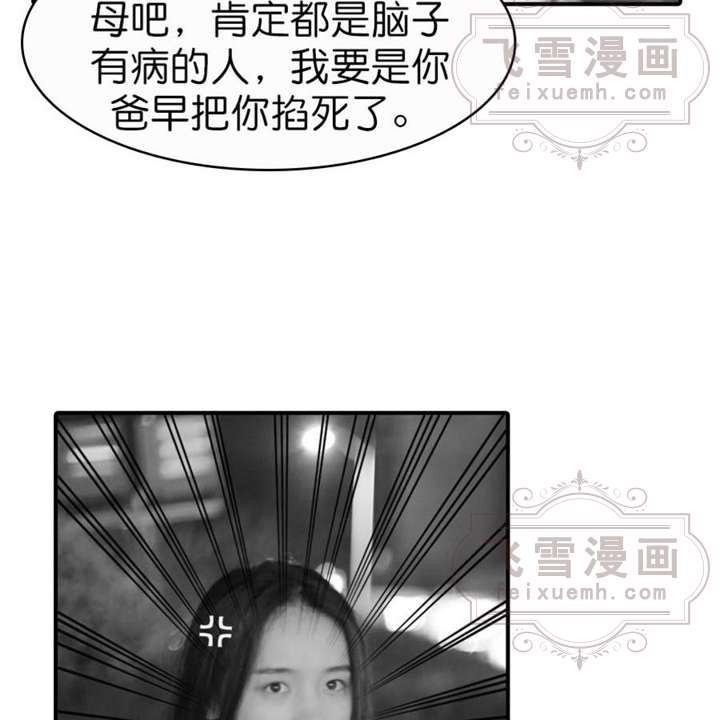 母吧，肯定都是脑子
有病的人，我要是你
爸早把你掐死了。
飞雪漫画
feixuemh.com
飞雪漫画
feixuemh.com